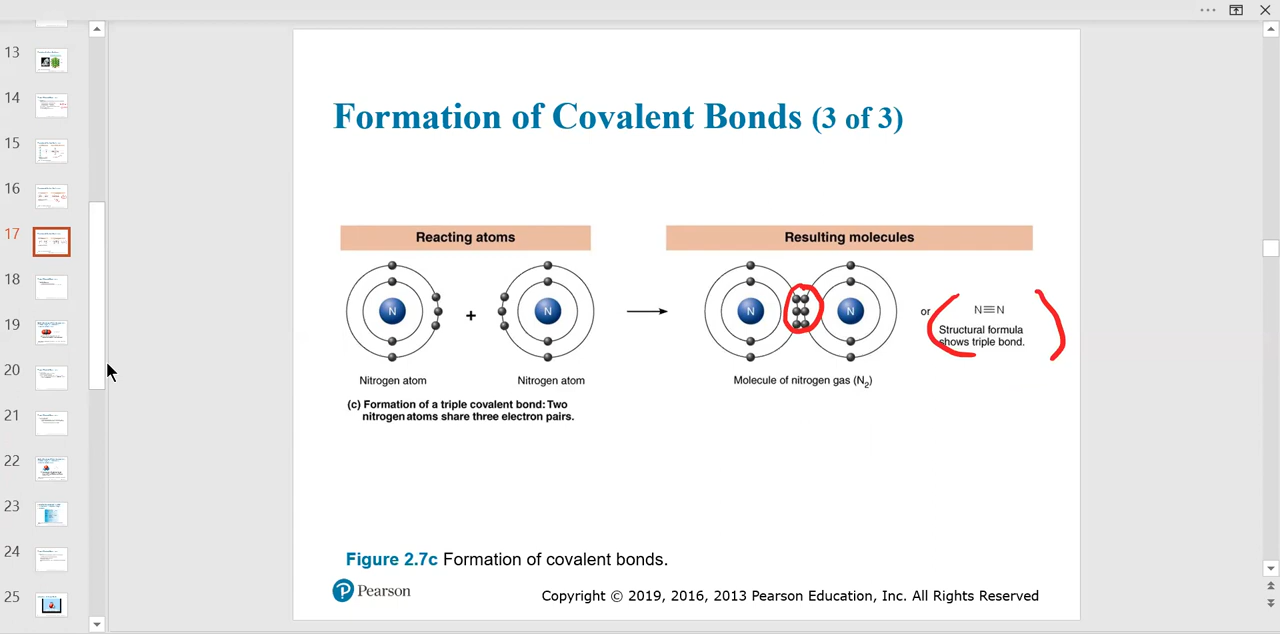 13
14
15
16
17
18
19
20
21
22
23
24
25
Formation of Covalent Bonds (3 of 3)
Reacting atoms
Resulting molecules
N
+
N
N
N
or
N≡N
Structural formula
shows triple bond.
Nitrogen atom
Nitrogen atom
Molecule of nitrogen gas (N₂)
(c) Formation of a triple covalent bond: Two
nitrogen atoms share three electron pairs.
Figure 2.7c Formation of covalent bonds.
P Pearson
Copyright © 2019, 2016, 2013 Pearson Education, Inc. All Rights Reserved